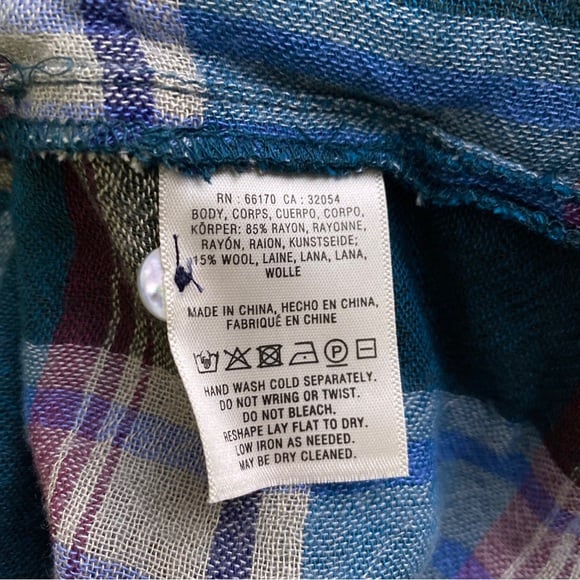 RN : 66170 CA : 32054
BODY, CORPS, CUERPO, CORPO,
KÖRPER: 85% RAYON, RAYONNE,
RAYÓN, RAION, KUNSTSEIDE;
15% WOOL, LAINE, LANA, LANA,
WOLLE
MADE IN CHINA, HECHO EN CHINA,
FABRIQUÉ EN CHINE
HAND WASH COLD SEPARATELY.
DO NOT WRING OR TWIST.
DO NOT BLEACH.
RESHAPE LAY FLAT TO DRY.
LOW IRON AS NEEDED.
MAY BE DRY CLEANED.